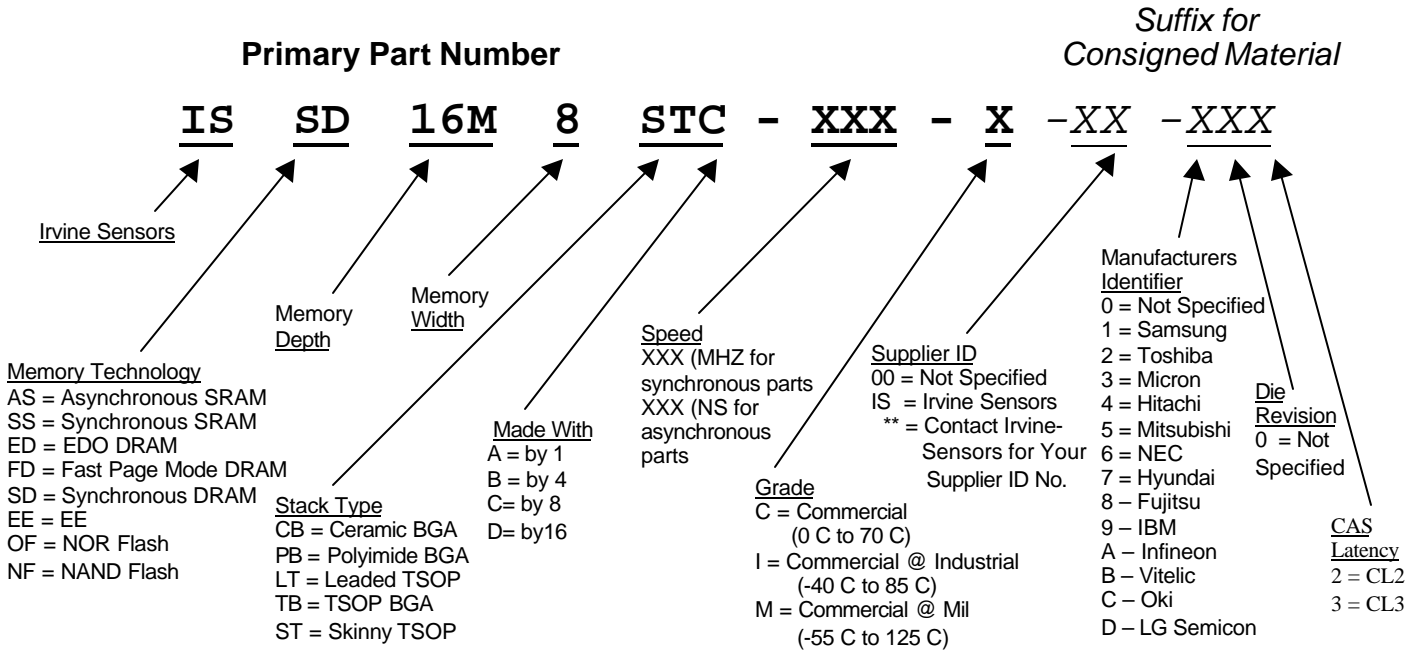 Primary Part Number
Suffix for
Consigned Material
IS SD 16M 8 STC - XXX - X -XX -XXX
Irvine Sensors
Memory Technology
AS = Asynchronous SRAM
SS = Synchronous SRAM
ED = EDO DRAM
FD = Fast Page Mode DRAM
SD = Synchronous DRAM
EE = EE
OF = NOR Flash
NF = NAND Flash
Memory
Depth
Stack Type
CB = Ceramic BGA
PB = Polyimide BGA
LT = Leaded TSOP
TB = TSOP BGA
ST = Skinny TSOP
Memory
Width
Made With
A = by 1
B = by 4
C= by 8
D= by16
Speed
XXX (MHZ for
synchronous parts
XXX (NS for
asynchronous
parts
Grade
C = Commercial
(0 C to 70 C)
I = Commercial @ Industrial
(-40 C to 85 C)
M = Commercial @ Mil
(-55 C to 125 C)
Supplier ID
00 = Not Specified
IS = Irvine Sensors
** = Contact Irvine-
Sensors for Your
Supplier ID No.
Manufacturers
Identifier
0 = Not Specified
1 = Samsung
2 = Toshiba
3 = Micron
4 = Hitachi
5 = Mitsubishi
6 = NEC
7 = Hyundai
8 – Fujitsu
9 – IBM
A – Infineon
B – Vitelic
C – Oki
D – LG Semicon
Die
Revision
0 = Not
Specified
CAS
Latency
2 = CL2
3 = CL3